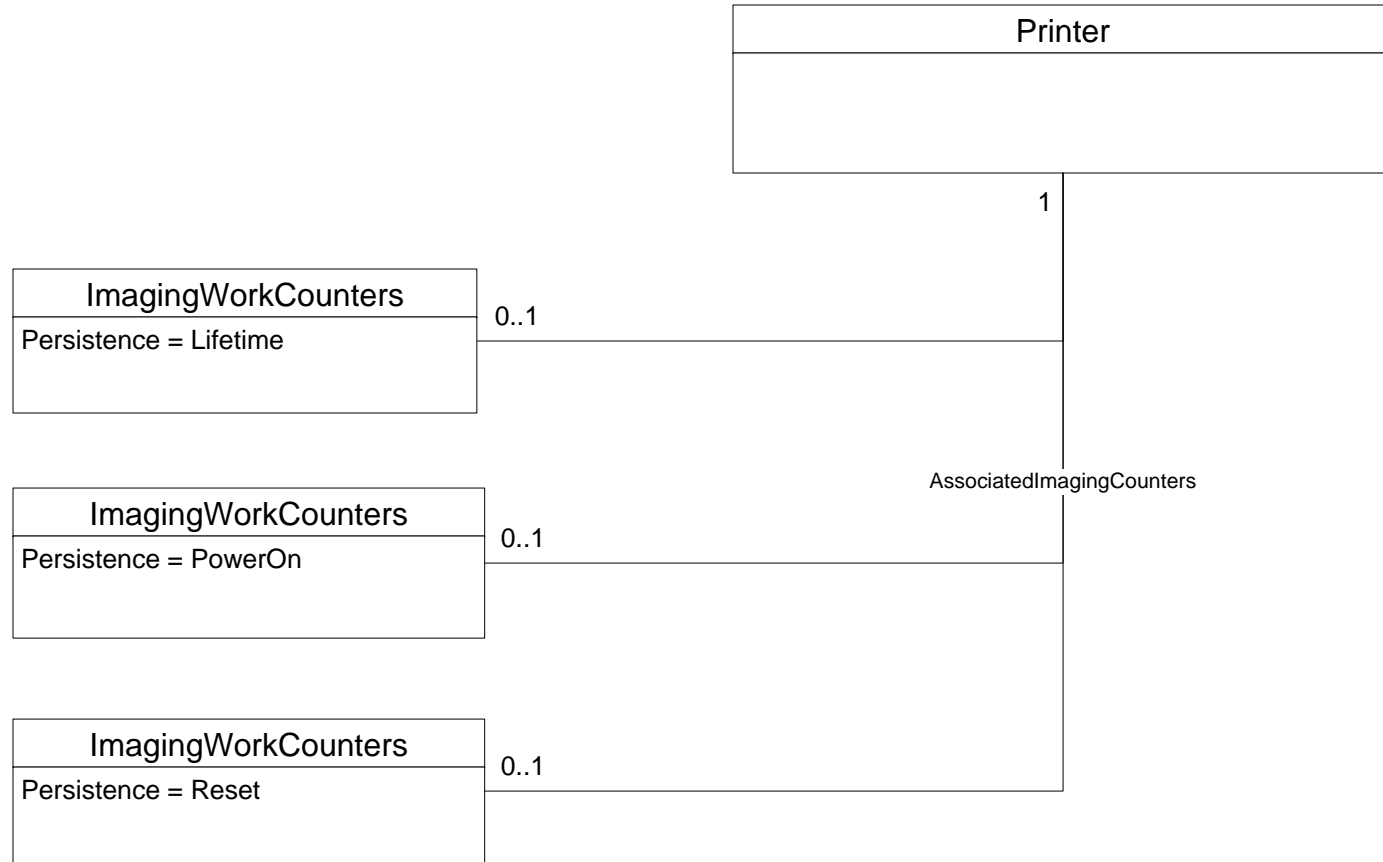 Printer
1
ImagingWorkCounters
0..1
Persistence = Lifetime
AssociatedImagingCounters
ImagingWorkCounters
0..1
Persistence = PowerOn
ImagingWorkCounters
0..1
Persistence = Reset